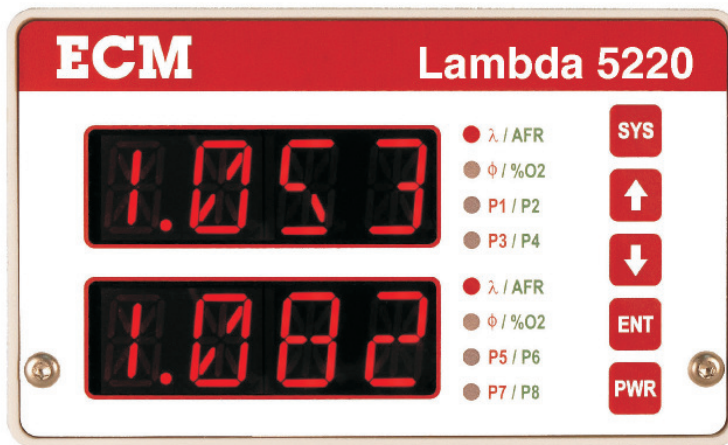 ECM
Lambda 5220
1.053
λ / AFR
ϕ / %O2
P1 / P2
P3 / P4
1.082
λ / AFR
ϕ / %O2
P5 / P6
P7 / P8
SYS
ENT
PWR